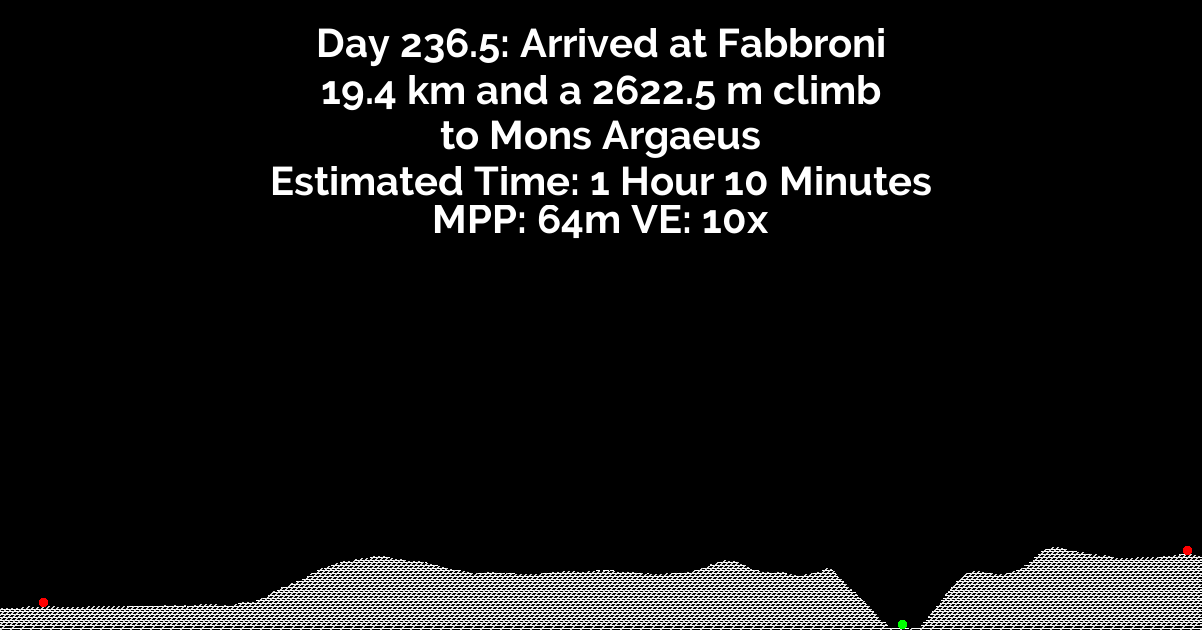 Day 236.5: Arrived at Fabbroni
19.4 km and a 2622.5 m climb
to Mons Argaeus
Estimated Time: 1 Hour 10 Minutes
MPP: 64m VE: 10x